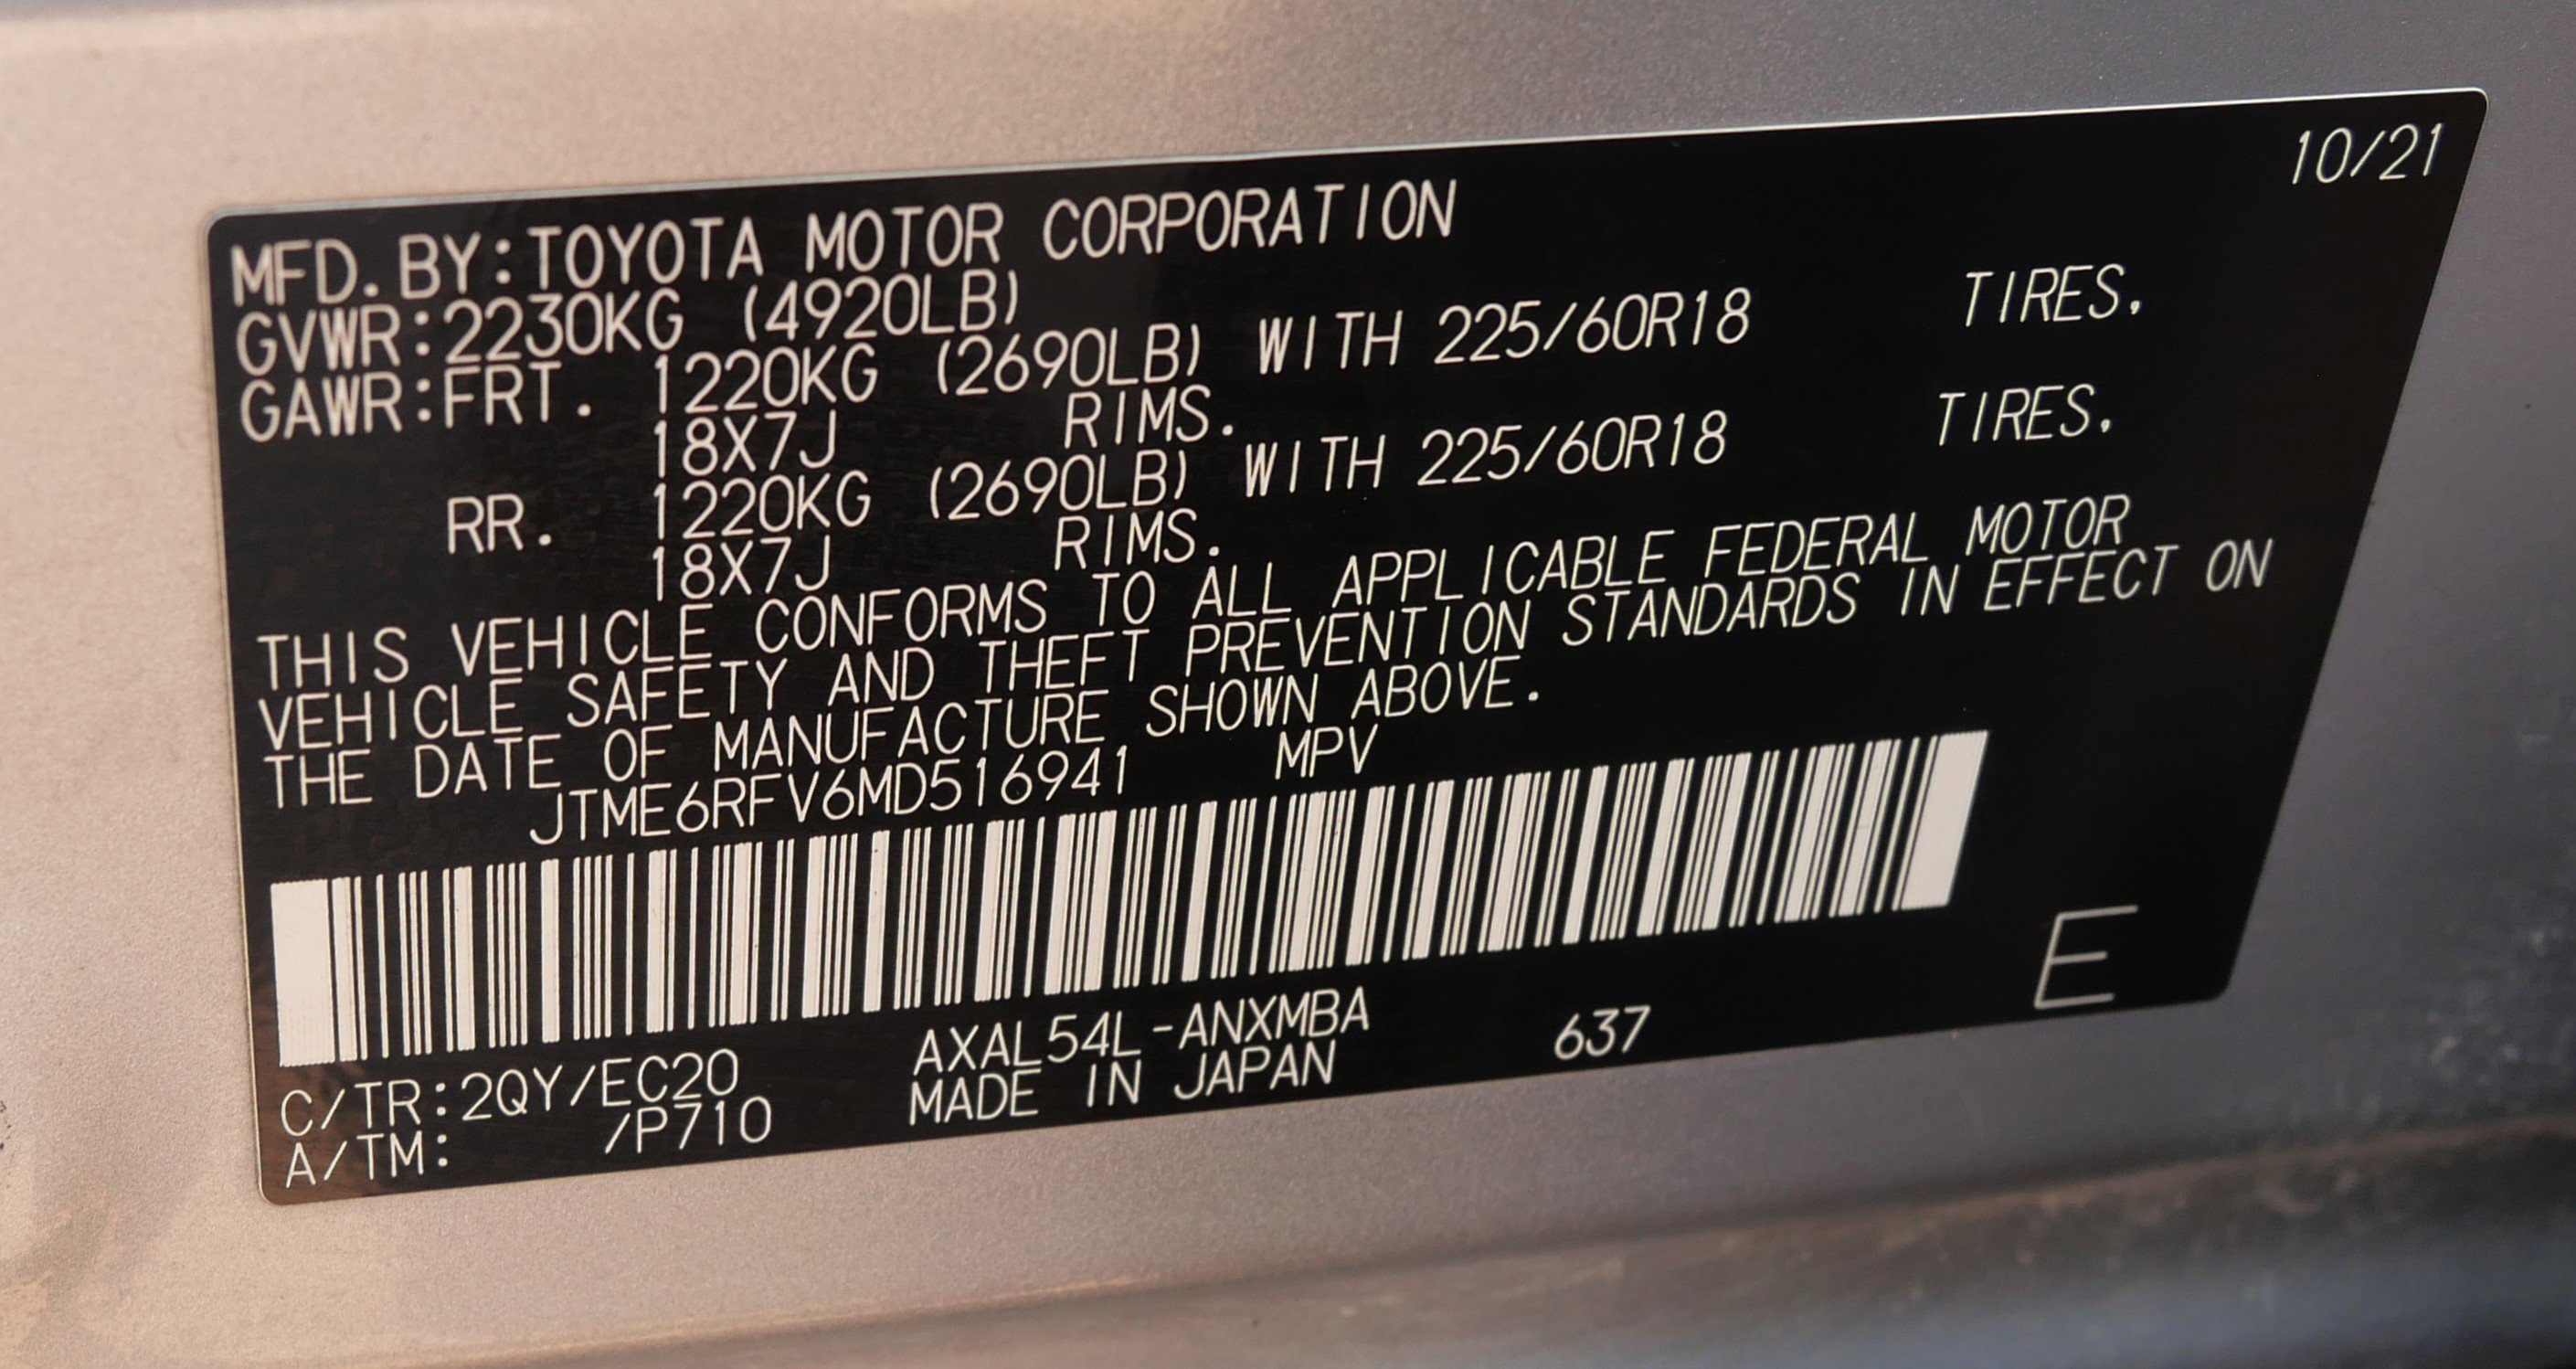 10/21
MFD.BY:TOYOTA MOTOR CORPORATION
GVWR:2230KG (4920LB)
GAWR:FRT. 1220KG (2690LB) WITH 225/60R18 TIRES,
18X7J RIMS.
RR. 1220KG (2690LB) WITH 225/60R18 TIRES,
18X7J RIMS.
THIS VEHICLE CONFORMS TO ALL APPLICABLE FEDERAL MOTOR
VEHICLE SAFETY AND THEFT PREVENTION STANDARDS IN EFFECT ON
THE DATE OF MANUFACTURE SHOWN ABOVE.
JTME6RFV6MD516941 MPV
C/TR:2QY/EC20 AXAL54L-ANXMBA 637 E
A/TM: /P710 MADE IN JAPAN